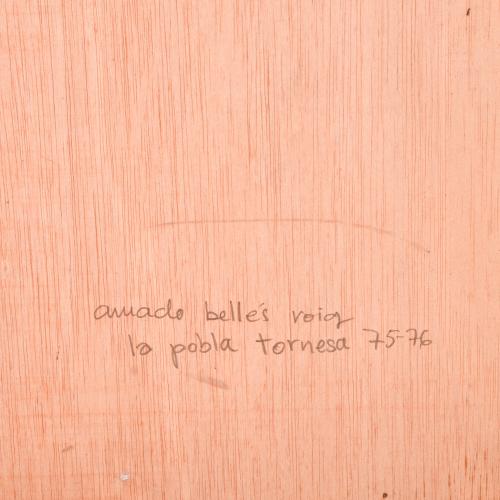 amado bellés roig
la pobla tornesa 75-76